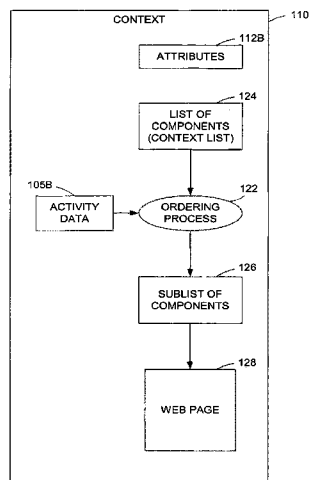 CONTEXT
110
112B
ATTRIBUTES
124
LIST OF
COMPONENTS
(CONTEXT LIST)
105B
122
ACTIVITY
DATA
ORDERING
PROCESS
126
SUBLIST OF
COMPONENTS
128
WEB PAGE